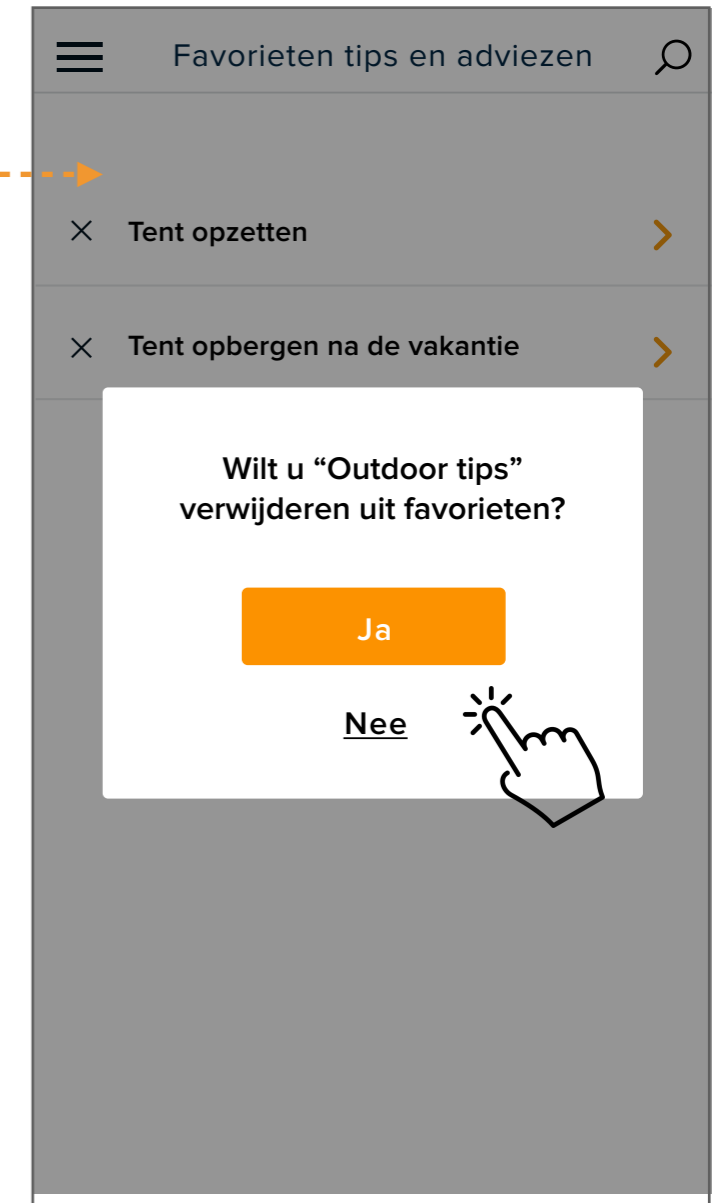 Favorieten tips en adviezen
Tent opzetten
Tent opbergen na de vakantie
Wilt u “Outdoor tips”
verwijderen uit favorieten?
Ja
Nee